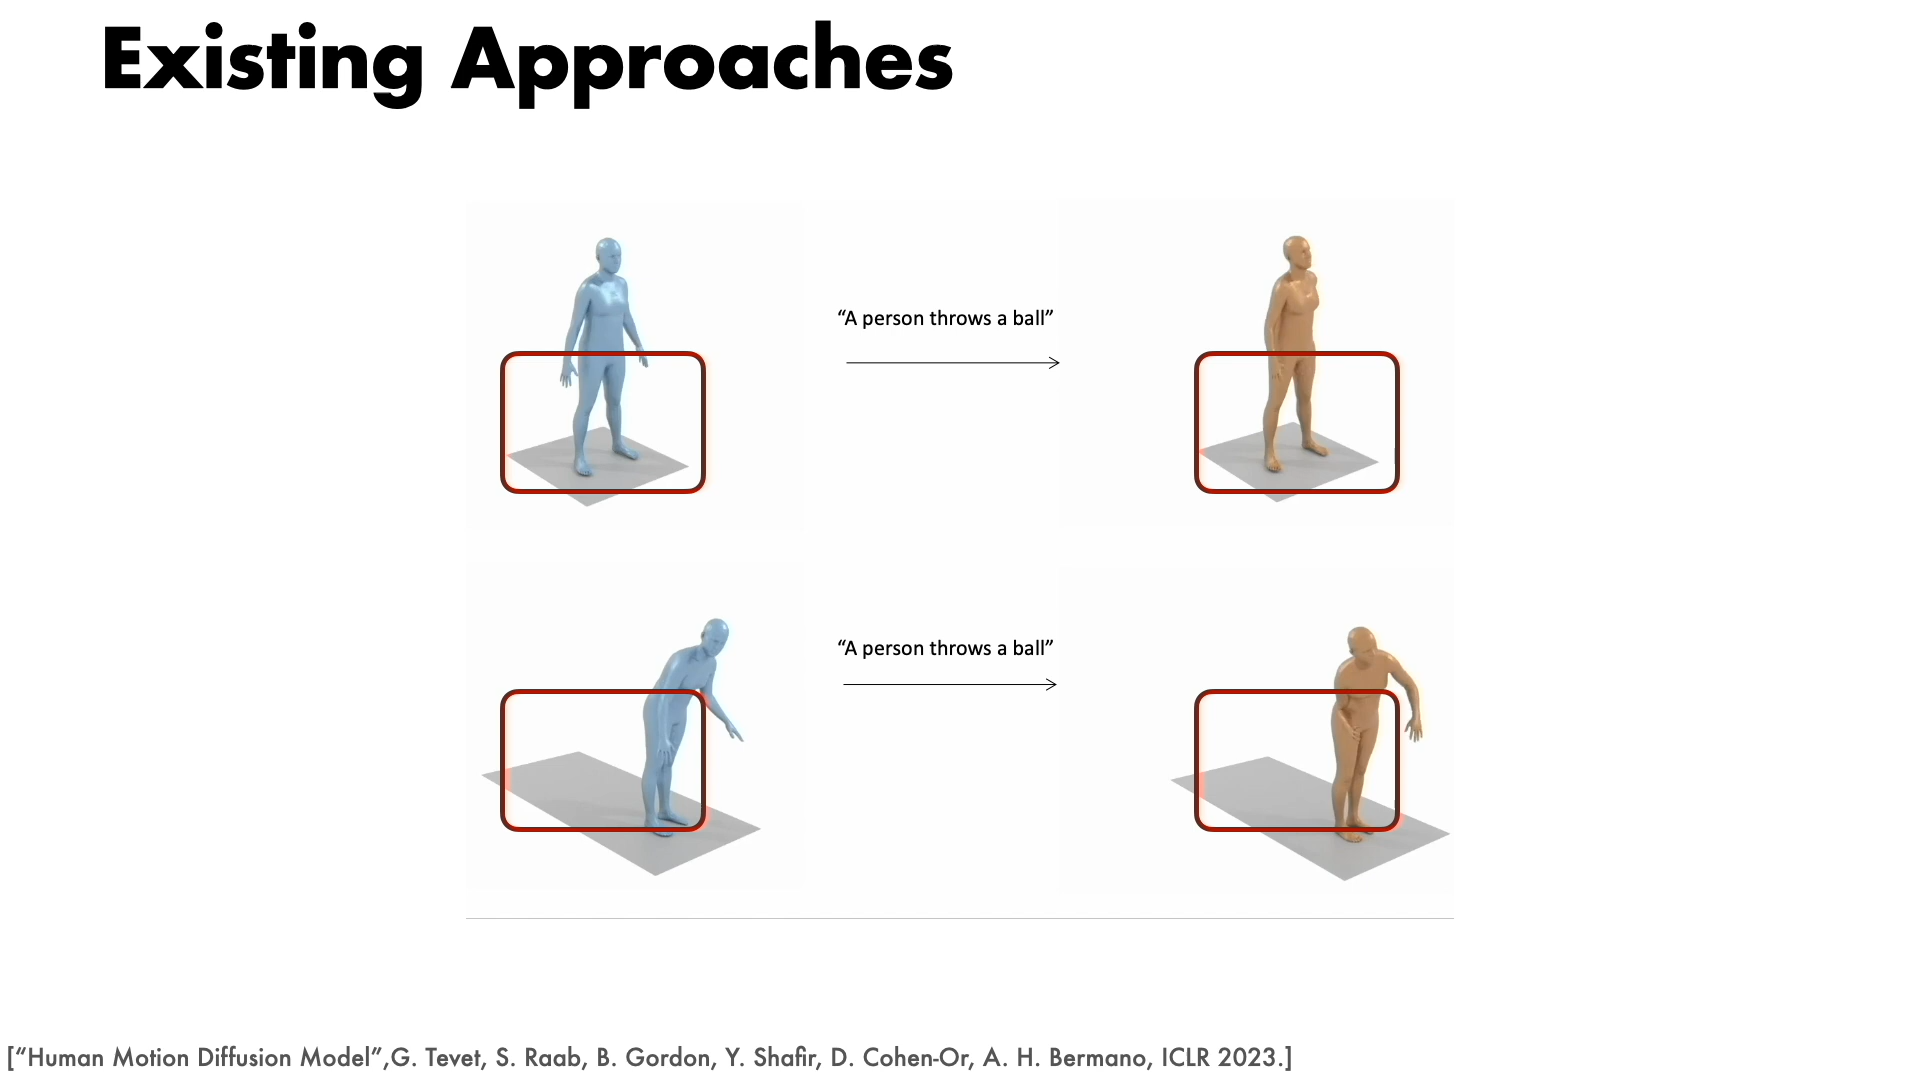 Existing Approaches
“A person throws a ball”
“A person throws a ball”
[“Human Motion Diffusion Model”,G. Tevet, S. Raab, B. Gordon, Y. Shafir, D. Cohen-Or, A. H. Bermano, ICLR 2023.]